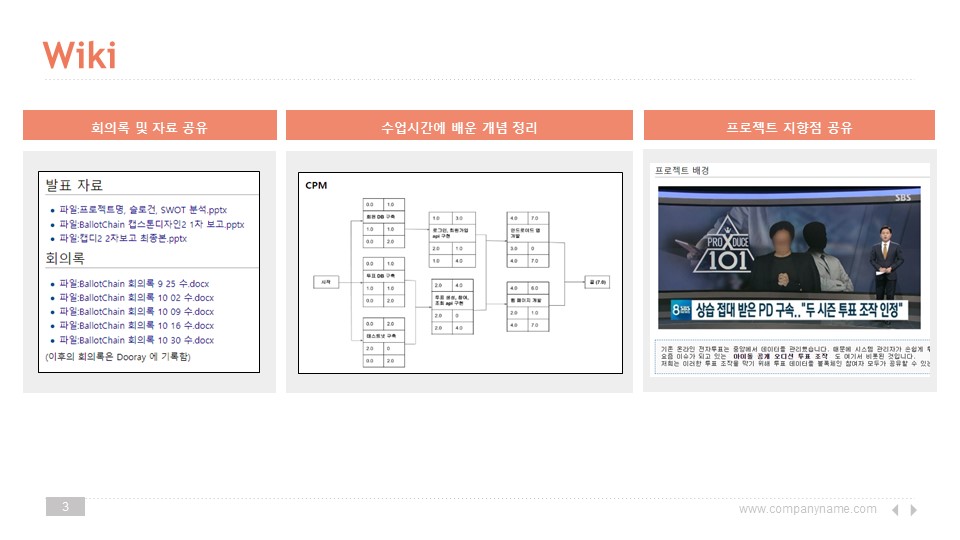 Wiki
회의록 및 자료 공유
발표 자료
파일:프로젝트명, 슬로건, SWOT 분석.pptx
파일:BallotChain 캡스톤디자인2 1차 보고.pptx
파일:캡디2 2차보고 최종본.pptx
회의록
파일:BallotChain 회의록 9 25 수.docx
파일:BallotChain 회의록 10 02 수.docx
파일:BallotChain 회의록 10 09 수.docx
파일:BallotChain 회의록 10 16 수.docx
파일:BallotChain 회의록 10 30 수.docx
(이후의 회의록은 Dooray 에 기록함)
수업시간에 배운 개념 정리
CPM
시작
0.0 1.0
회원 DB 구축
1.0 1.0
0.0 2.0
0.0 1.0
투표 DB 구축
1.0 1.0
0.0 2.0
0.0 2.0
테스트넷 구축
2.0 0
0.0 2.0
1.0 3.0
로그인, 회원가입
api 구현
2.0 1.0
1.0 4.0
2.0 4.0
투표 생성, 참여,
조회 api 구현
2.0 0
2.0 4.0
4.0 7.0
안드로이드 앱
개발
3.0 0
4.0 7.0
4.0 6.0
웹 페이지 개발
2.0 1.0
4.0 7.0
끝 (7.0)
프로젝트 지향점 공유
프로젝트 배경
SBS
PRODUCE
101
8 SBS 상습 접대 받은 PD 구속.."두 시즌 투표 조작 인정"
기존 온라인 전자투표는 중앙에서 데이터를 관리했습니다. 때문에 시스템 관리자가 손쉽게
요즘 이슈가 되고 있는 아이돌 공개 오디션 투표 조작 도 여기서 비롯된 것입니다.
저희는 이러한 투표 조작을 막기 위해 투표 데이터를 블록체인 참여자 모두가 공유할 수 있는
3
www.companyname.com